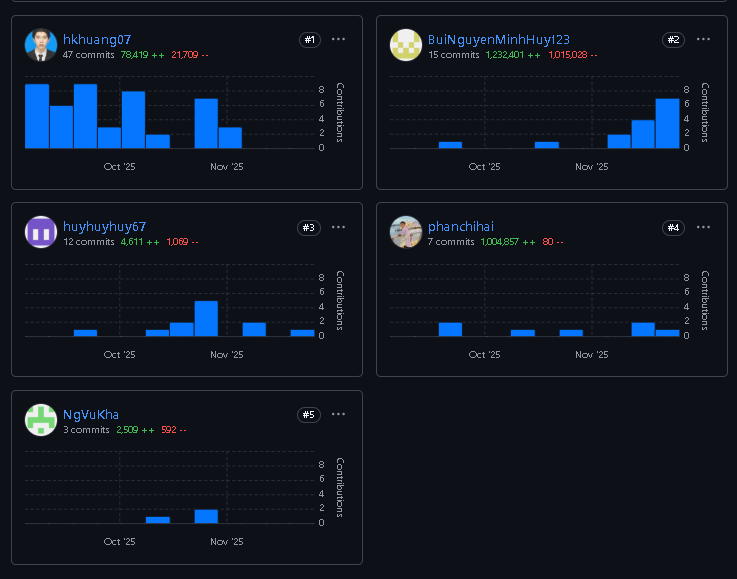 hkhuang07 #1 ...
47 commits 78,419 ++ 21,709 --
8
6
4
2
0
Contributions
Oct '25 Nov '25
BuiNguyenMinhHuy123 #2 ...
15 commits 1,232,401 ++ 1,015,028 --
8
6
4
2
0
Contributions
Oct '25 Nov '25
huyhuyhuy67 #3 ...
12 commits 4,611 ++ 1,069 --
8
6
4
2
0
Contributions
Oct '25 Nov '25
phanchihai #4 ...
7 commits 1,004,857 ++ 80 --
8
6
4
2
0
Contributions
Oct '25 Nov '25
NgVuKha #5 ...
3 commits 2,509 ++ 592 --
8
6
4
2
0
Contributions
Oct '25 Nov '25